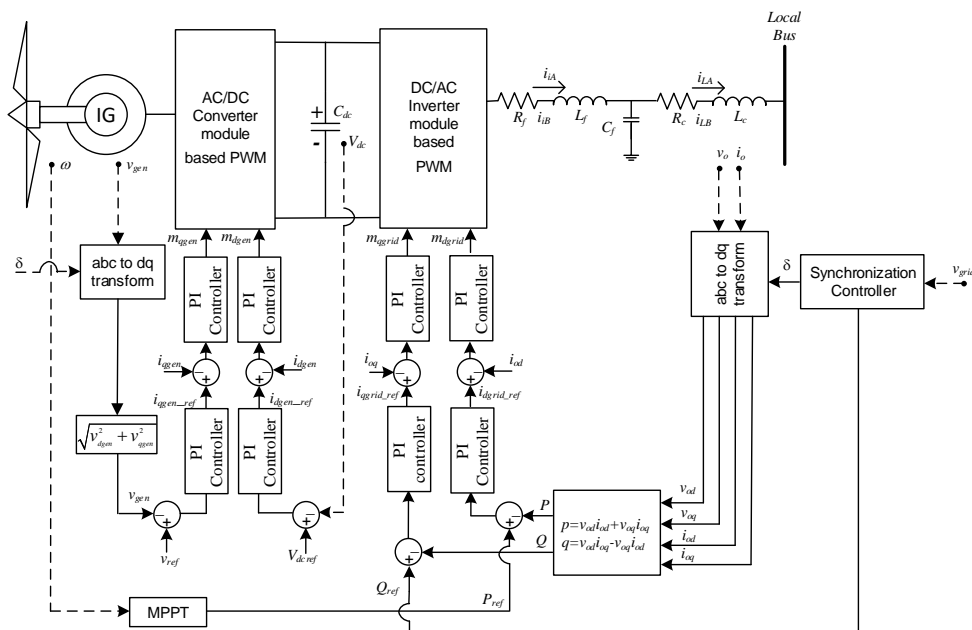 Local
Bus
IG
AC/DC
Converter
module
based PWM
+
C_dc
-
V_dc
DC/AC
Inverter
module based
PWM
i_iA
R_f
i_iB
L_f
C_f
i_LA
R_c
i_LB
L_c
ω
v_gen
v_o
i_o
δ
abc to dq
transform
m_qgen
m_dgen
m_qgrid
m_dgrid
PI
Controller
PI
Controller
PI
Controller
PI
Controller
abc to dq
transform
δ
Synchronization
Controller
v_grid
i_qgen
i_dgen
i_oq
i_od
i_qgen_ref
i_dgen_ref
i_qgrid_ref
i_dgrid_ref
√v²_dgen + v²_qgen
PI
Controller
PI
Controller
PI
controller
PI
Controller
v_gen
v_ref
V_dcref
P
Q
p=v_od i_od+v_oq i_oq
q=v_od i_oq-v_oq i_od
v_od
v_oq
i_od
i_oq
Q_ref
P_ref
MPPT